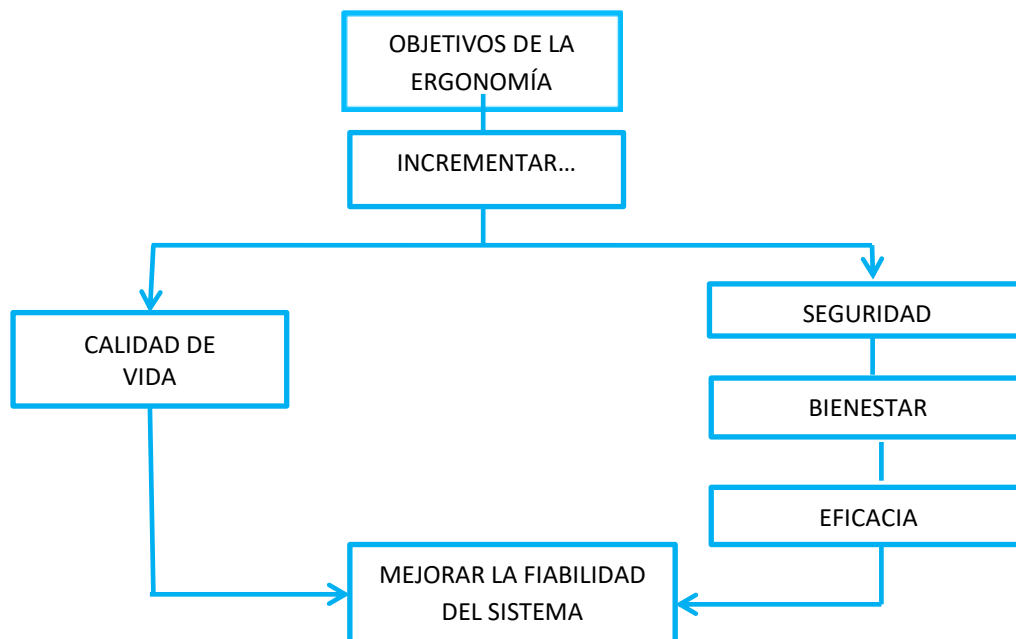 OBJETIVOS DE LA
ERGONOMÍA
INCREMENTAR…
CALIDAD DE
VIDA
SEGURIDAD
BIENESTAR
EFICACIA
MEJORAR LA FIABILIDAD
DEL SISTEMA